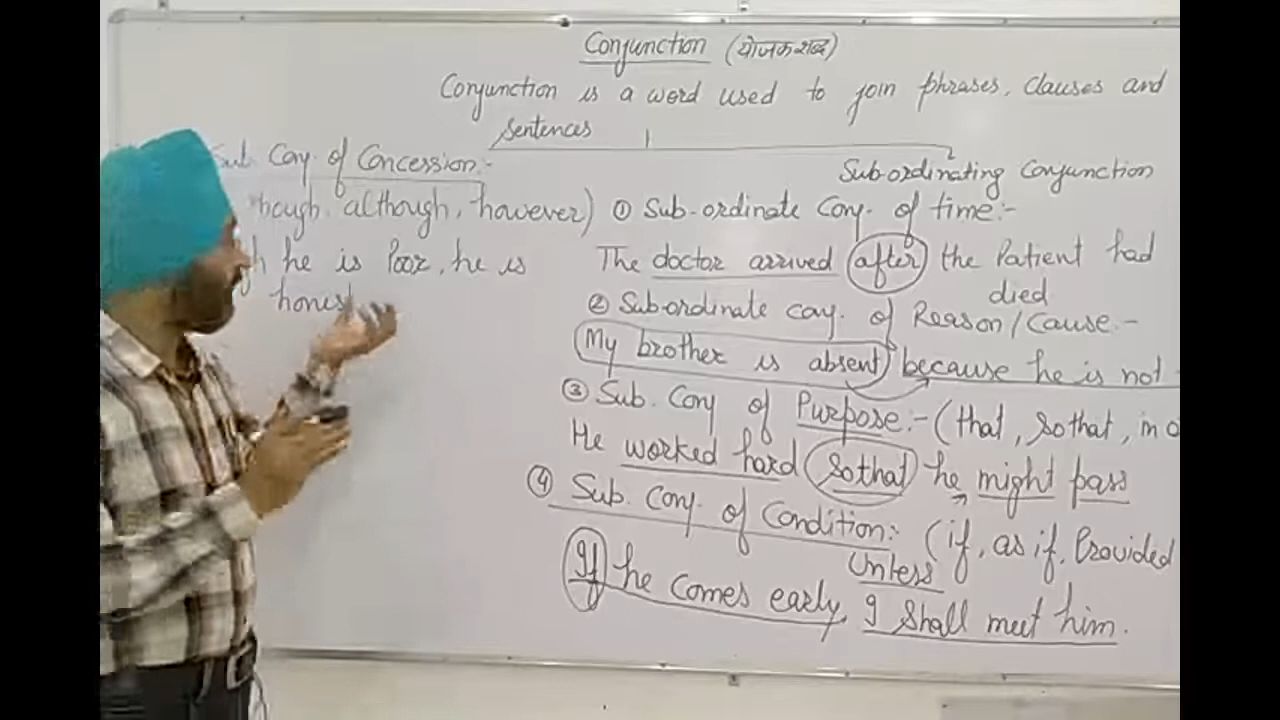 Conjunction (योजक शब्द)
Conjunction is a word used to join phrases, clauses and
sentences
Sub-ordinating Conjunction
① Sub-ordinate Conj. of time:-
The doctor arrived after the Patient had
died
② Subordinate conj. of Reason/Cause:-
My brother is absent because he is not
③ Sub. Conj of Purpose:- (that, so that, in o
He worked hard so that he might pass
④ Sub. Conj. of Condition: (if, as if, Provided
Unless
If he comes early, I shall meet him.
Sub. Conj. of Concession:-
although, however)
he is Poor, he is
honest